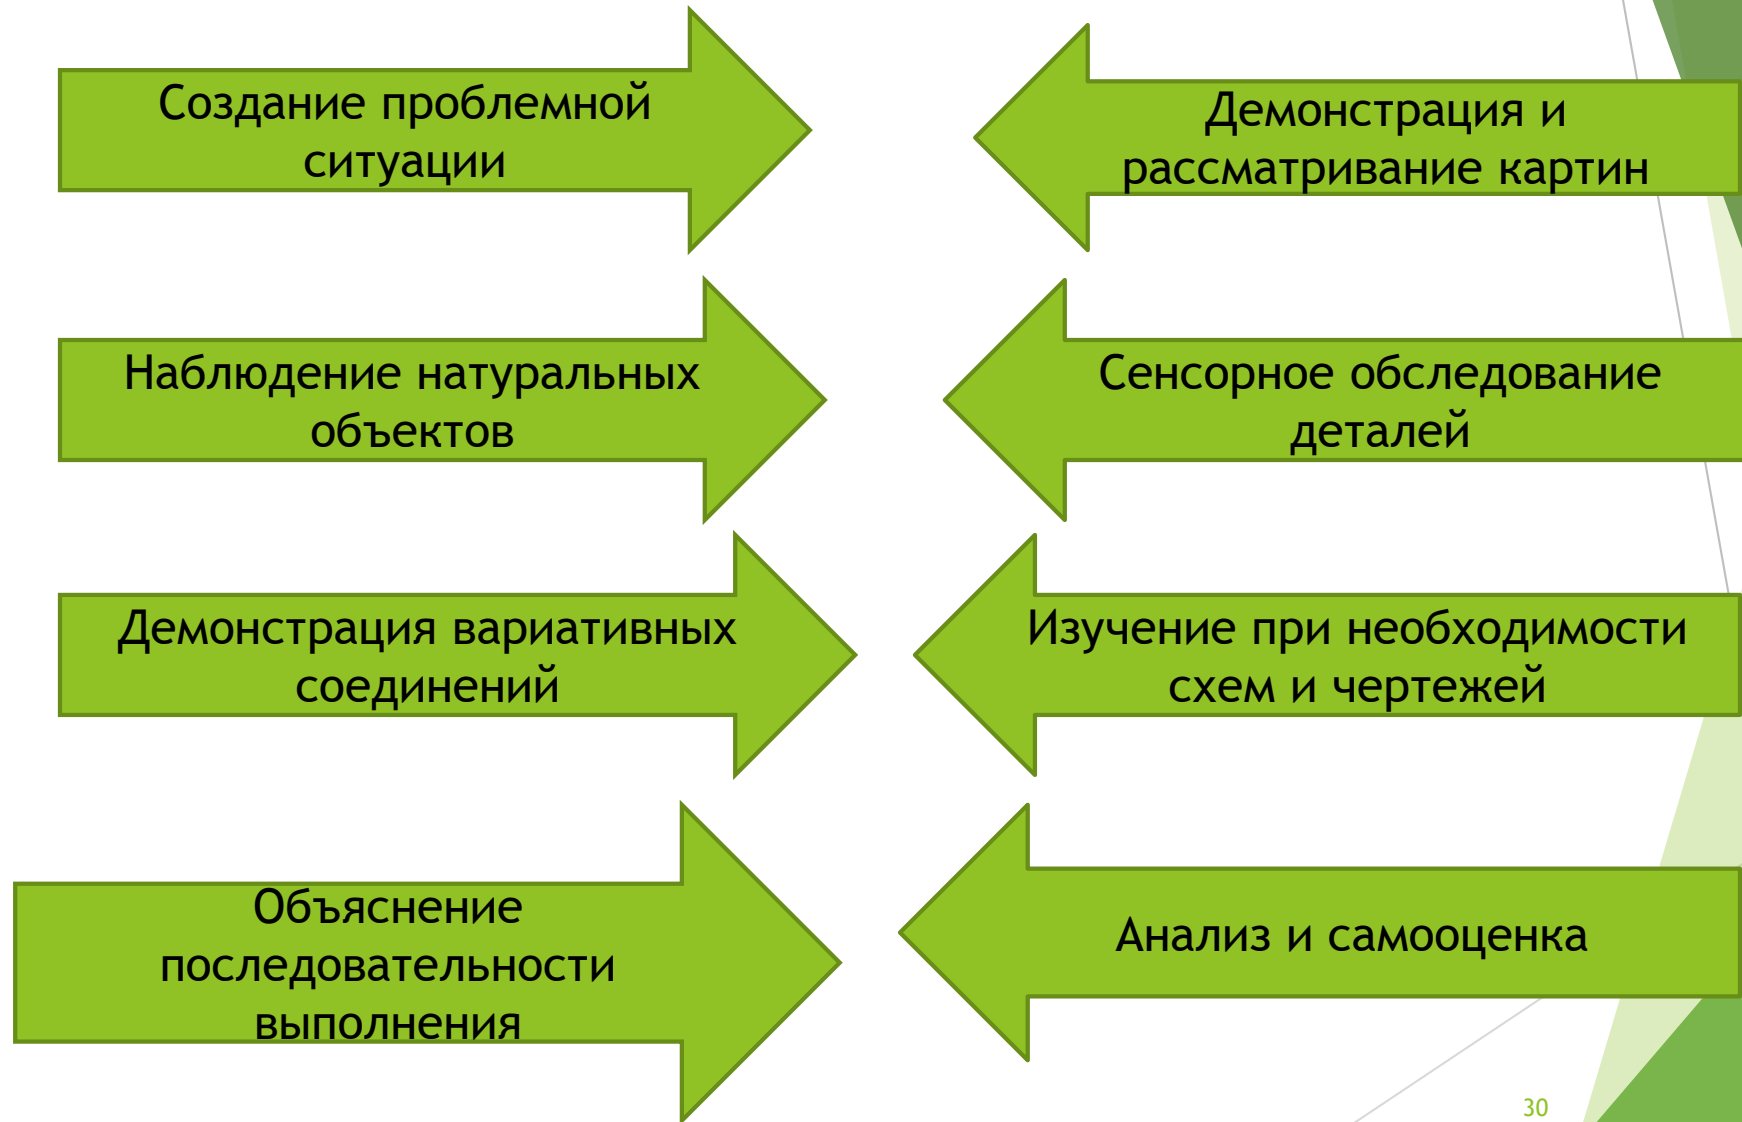 Создание проблемной
ситуации
Демонстрация и
рассматривание картин
Наблюдение натуральных
объектов
Сенсорное обследование
деталей
Демонстрация вариативных
соединений
Изучение при необходимости
схем и чертежей
Объяснение
последовательности
выполнения
Анализ и самооценка
30